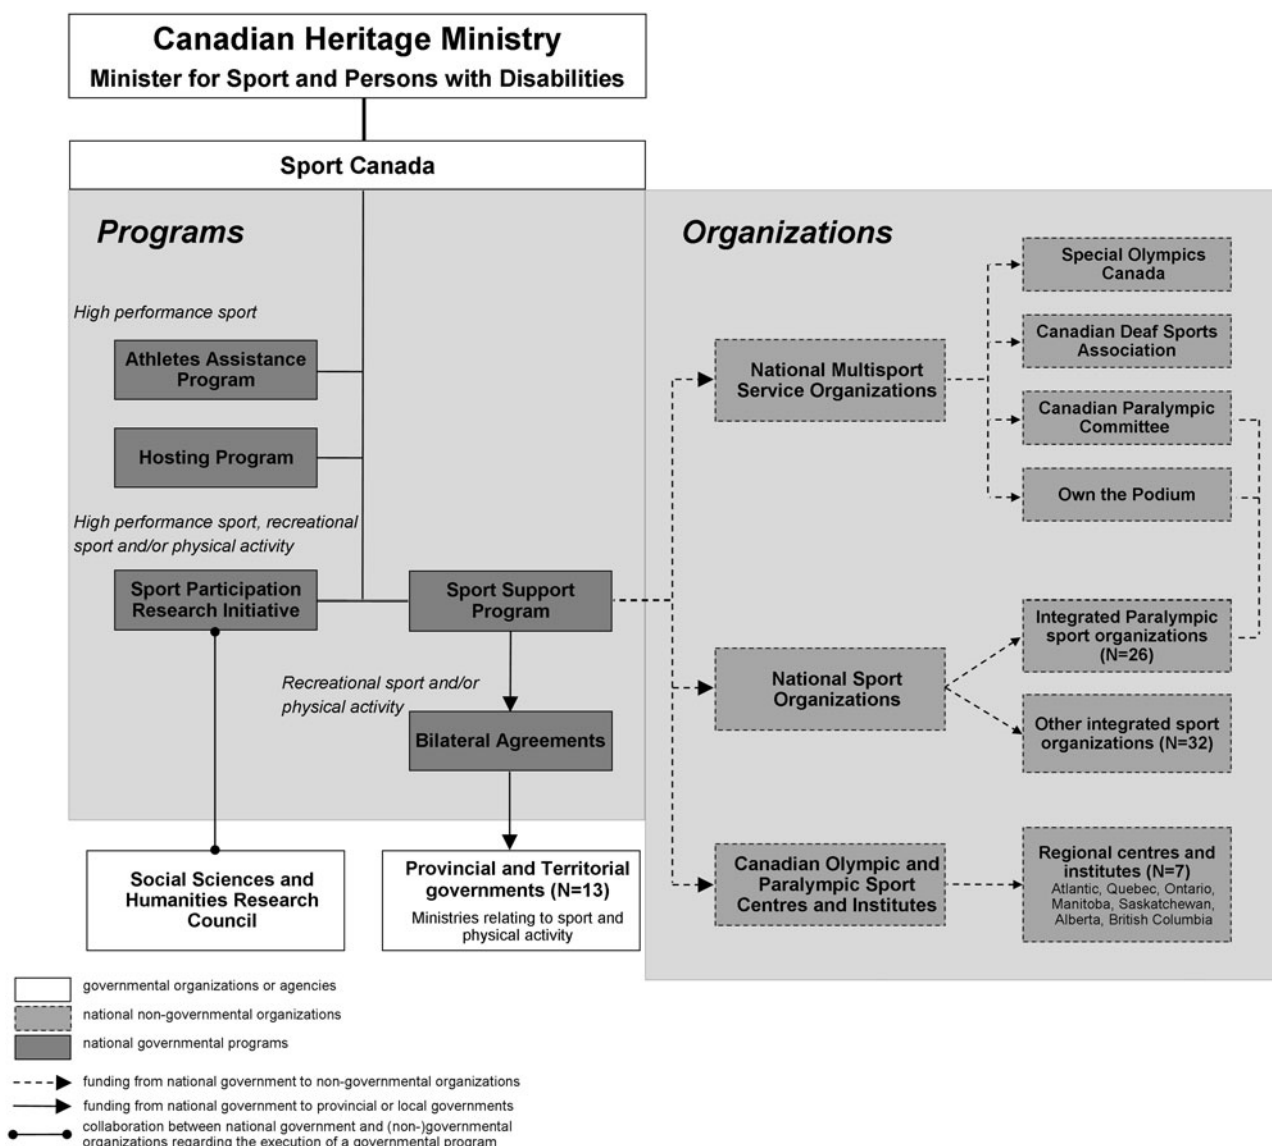 Canadian Heritage Ministry
Minister for Sport and Persons with Disabilities
Sport Canada
Programs
High performance sport
Athletes Assistance
Program
Hosting Program
High performance sport, recreational
sport and/or physical activity
Sport Participation
Research Initiative
Sport Support
Program
Recreational sport and/or
physical activity
Bilateral Agreements
Social Sciences and
Humanities Research
Council
Provincial and Territorial
governments (N=13)
Ministries relating to sport and
physical activity
Organizations
National Multisport
Service Organizations
Special Olympics
Canada
Canadian Deaf Sports
Association
Canadian Paralympic
Committee
Own the Podium
National Sport
Organizations
Integrated Paralympic
sport organizations
(N=26)
Other integrated sport
organizations (N=32)
Canadian Olympic and
Paralympic Sport
Centres and Institutes
Regional centres and
institutes (N=7)
Atlantic, Quebec, Ontario,
Manitoba, Saskatchewan,
Alberta, British Columbia
governmental organizations or agencies
national non-governmental organizations
national governmental programs
funding from national government to non-governmental organizations
funding from national government to provincial or local governments
collaboration between national government and (non-)governmental
organizations regarding the execution of a governmental program